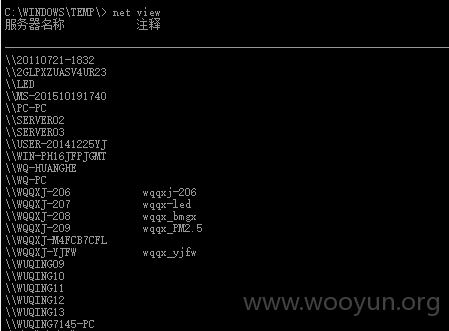 C:\WINDOWS\TEMP\> net view
服务器名称 注释
\\20110721-1832
\\2GLPXZUASV4UR23
\\LED
\\MS-201510191740
\\PC-PC
\\SERVER02
\\SERVER03
\\USER-20141225YJ
\\WIN-PH16JFPJGMT
\\WQ-HUANGHE
\\WQ-PC
\\WQQXJ-206 wqqxj-206
\\WQQXJ-207 wqqx-led
\\WQQXJ-208 wqqx_bmgx
\\WQQXJ-209 wqqx_PM2.5
\\WQQXJ-M4FCB7CFL
\\WQQXJ-YJFW wqqx_yjfw
\\WUQING09
\\WUQING10
\\WUQING11
\\WUQING12
\\WUQING13
\\WUQING7145-PC
www.wooyun.org